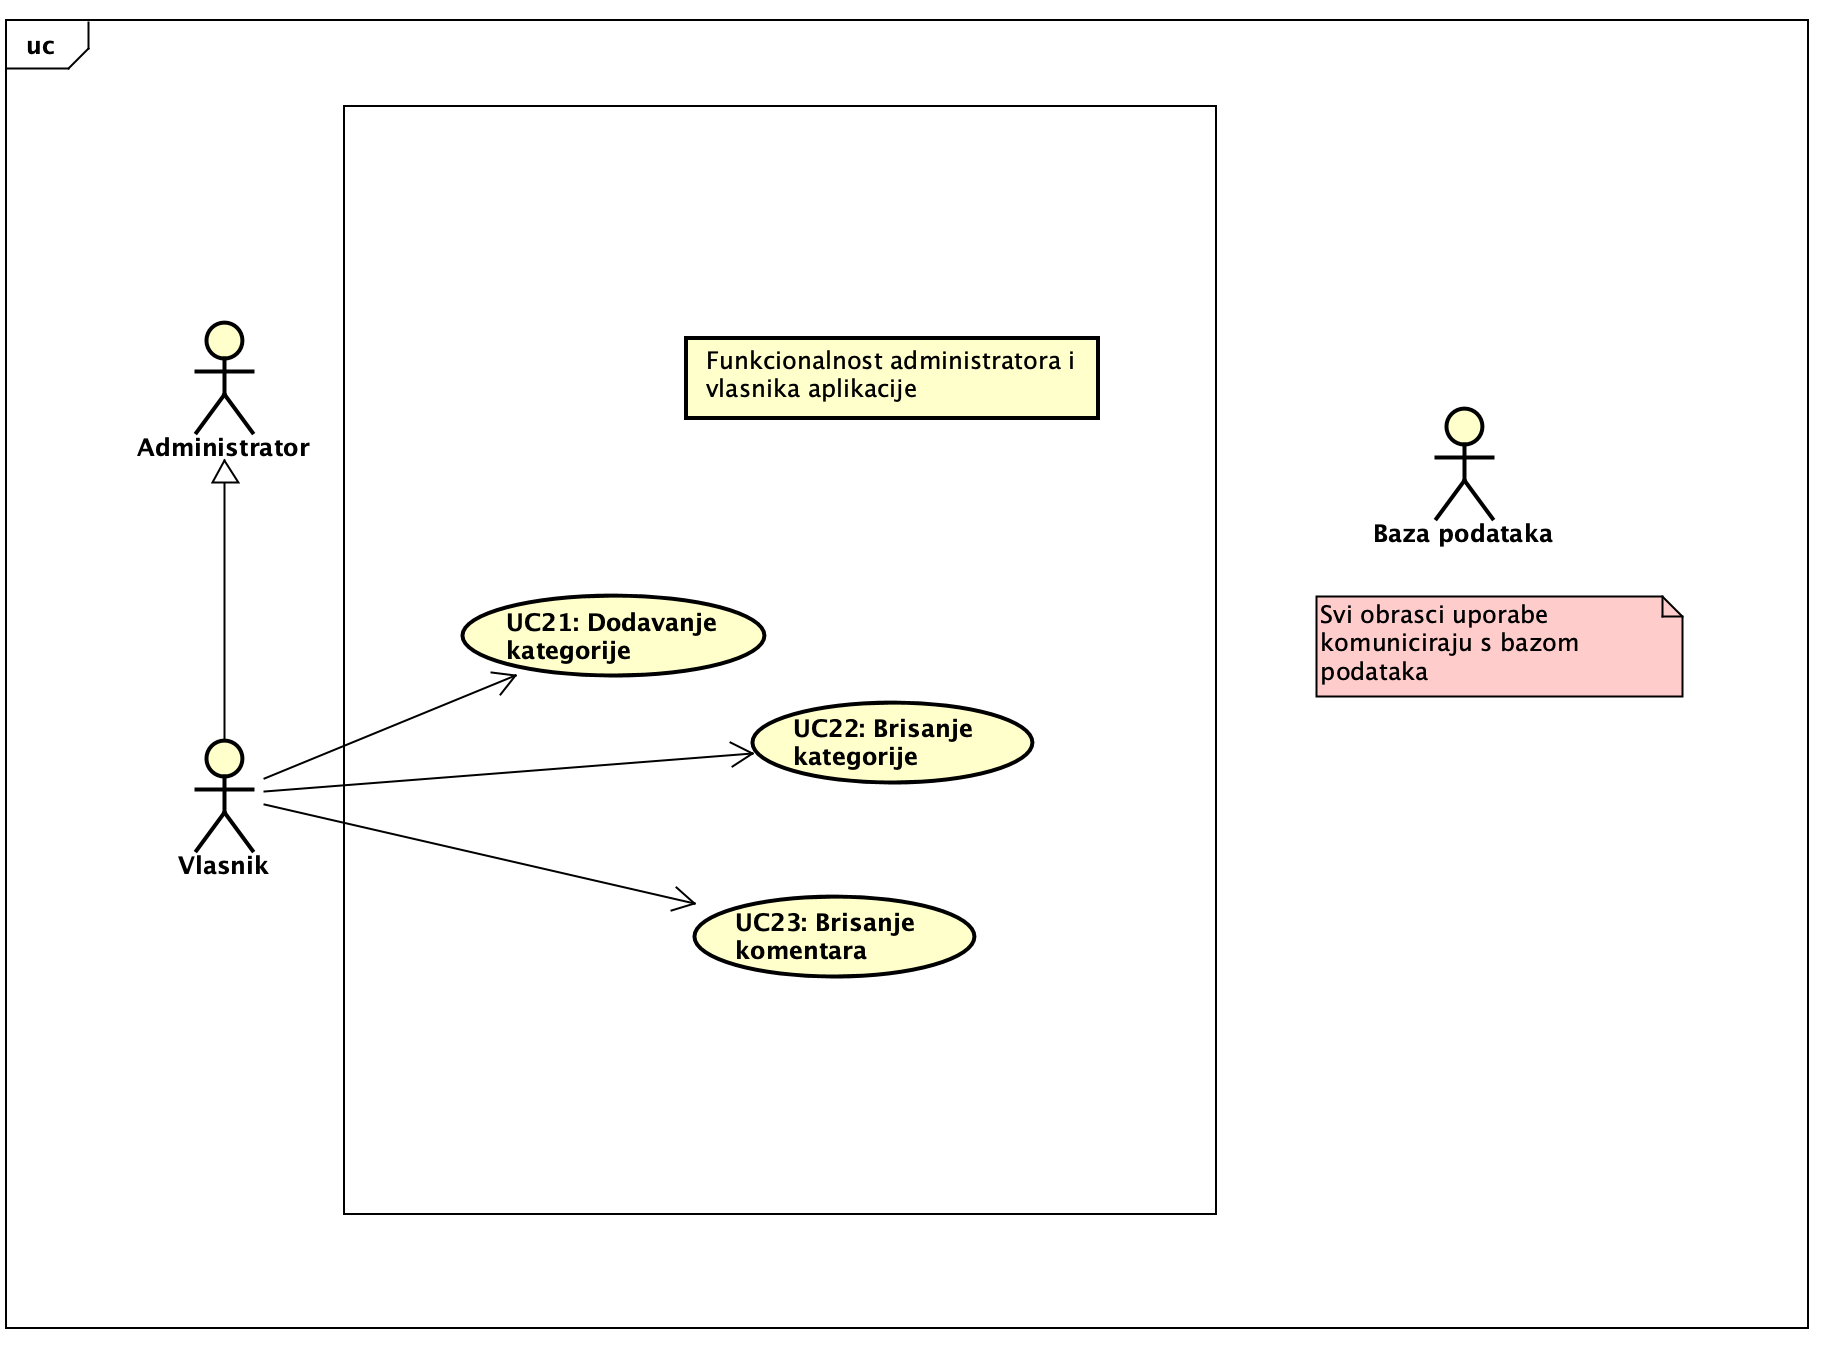 uc
Funkcionalnost administratora i
vlasnika aplikacije
Administrator
Baza podataka
Svi obrasci uporabe
komuniciraju s bazom
podataka
UC21: Dodavanje
kategorije
UC22: Brisanje
kategorije
Vlasnik
UC23: Brisanje
komentara